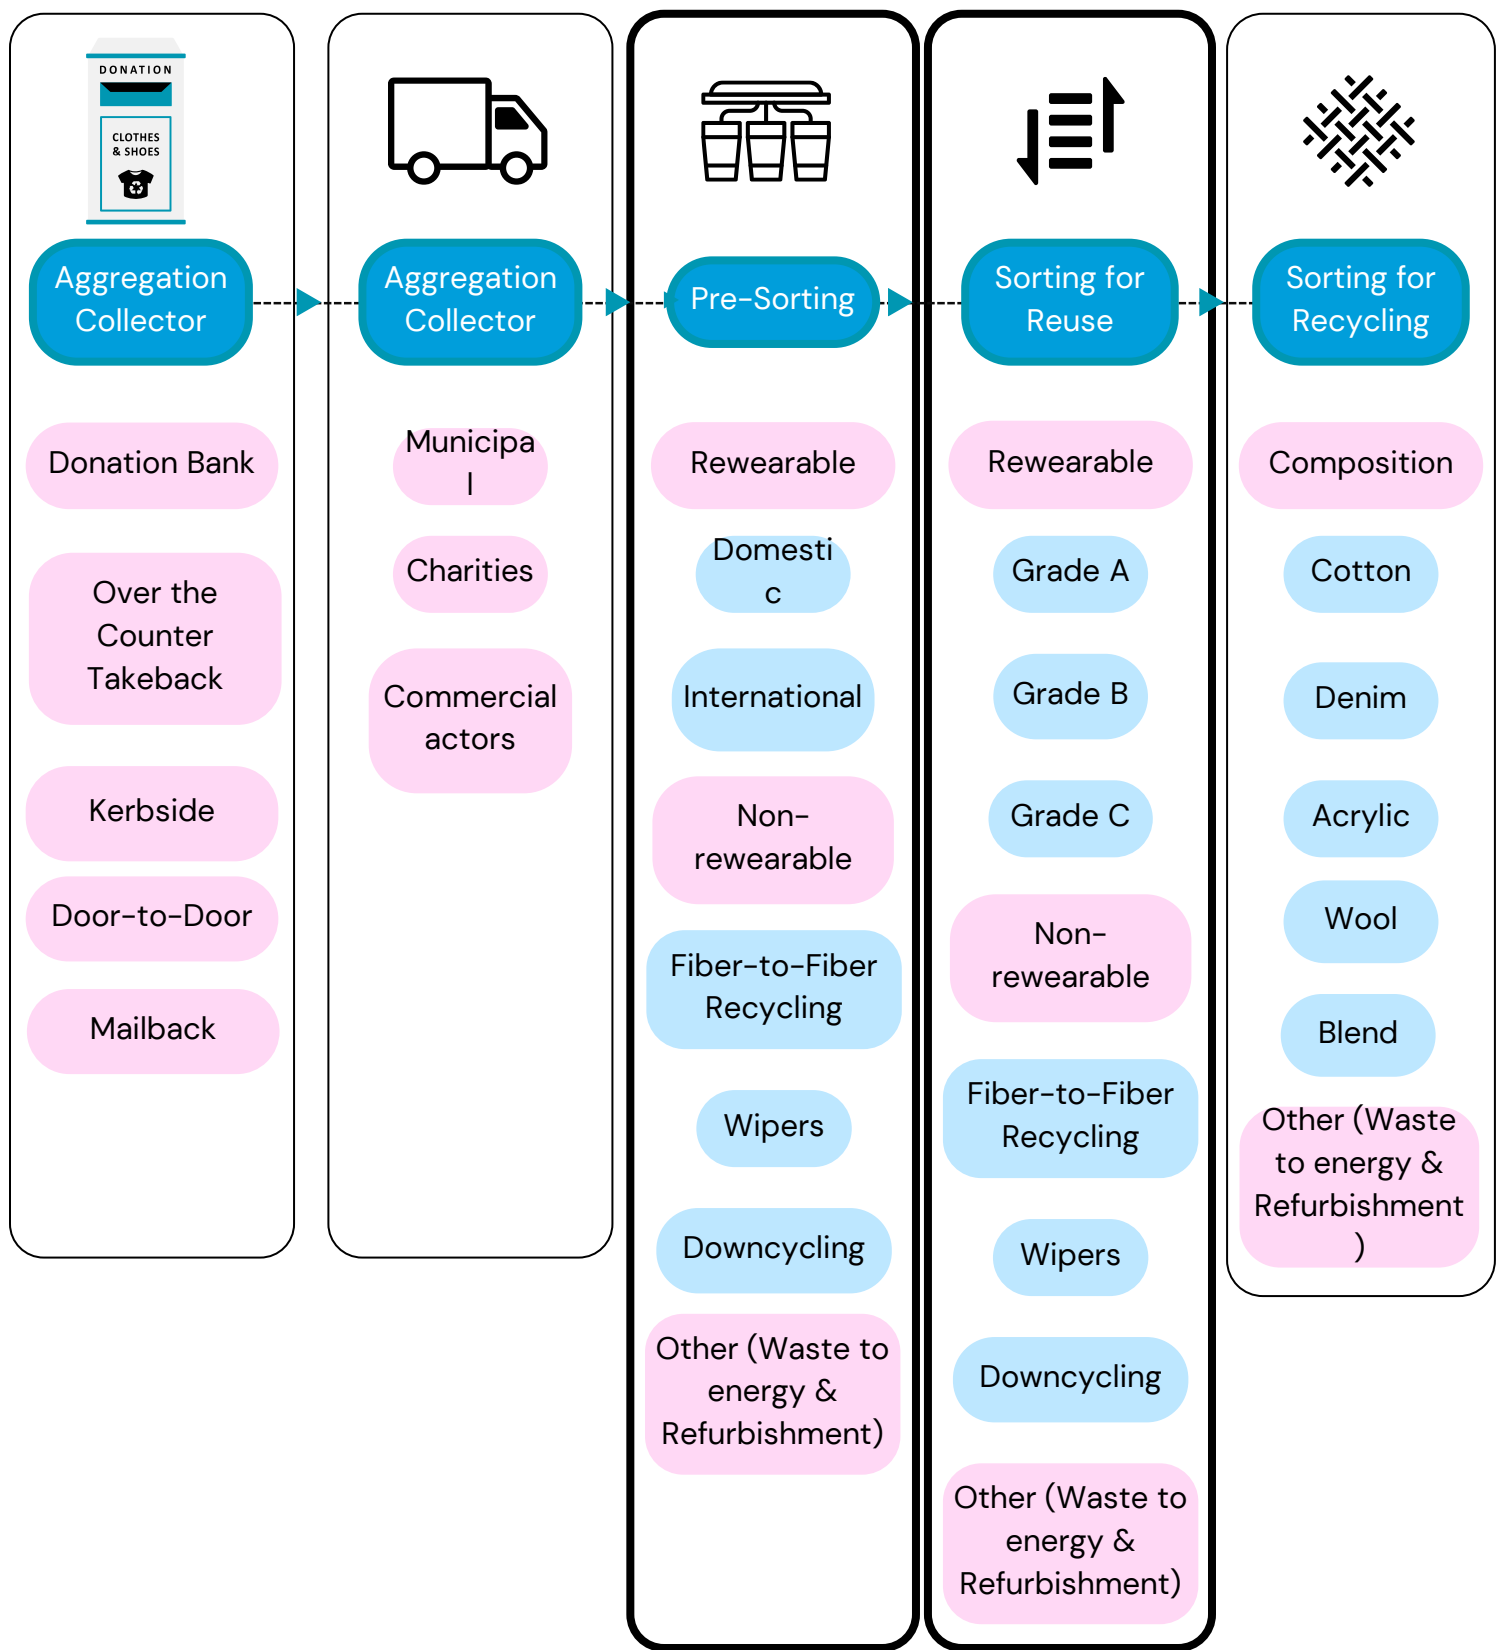 DONATION
CLOTHES
& SHOES
Aggregation
Collector
Donation Bank
Over the
Counter
Takeback
Kerbside
Door-to-Door
Mailback
Aggregation
Collector
Municipa
l
Charities
Commercial
actors
Pre-Sorting
Rewearable
Domesti
c
International
Non-
rewearable
Fiber-to-Fiber
Recycling
Wipers
Downcycling
Other (Waste to
energy &
Refurbishment)
Sorting for
Reuse
Rewearable
Grade A
Grade B
Grade C
Non-
rewearable
Fiber-to-Fiber
Recycling
Wipers
Downcycling
Other (Waste to
energy &
Refurbishment)
Sorting for
Recycling
Composition
Cotton
Denim
Acrylic
Wool
Blend
Other (Waste
to energy &
Refurbishment
)